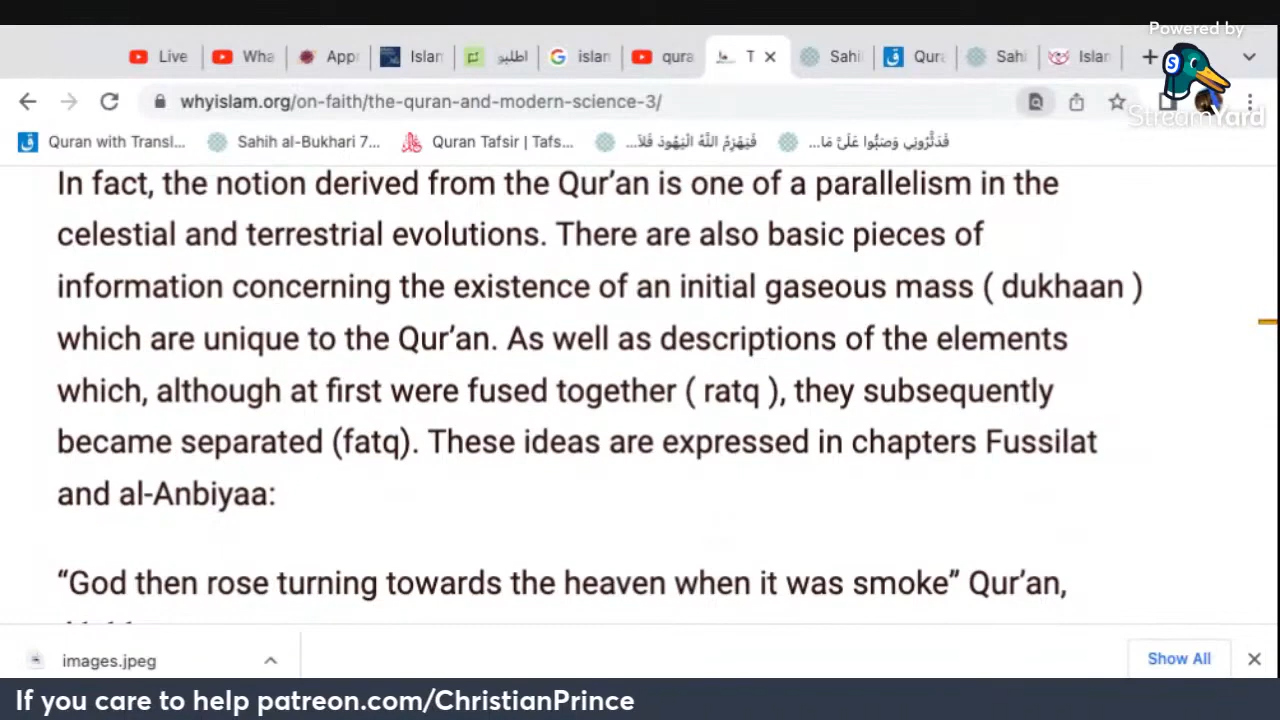 Powered by
Live
Wha
Appr
Islan
اطلبو
islan
qura
T
Sahi
Qura
Sahi
Islan
whyislam.org/on-faith/the-quran-and-modern-science-3/
StreamYard
Quran with Transl...
Sahih al-Bukhari 7...
Quran Tafsir | Tafs...
فَيَهْزِمُ اللَّهُ الْيَهُودَ فَلاَ...
فَدَثِّرُونِي وَصَبُّوا عَلَىَّ مَا...
In fact, the notion derived from the Qur’an is one of a parallelism in the
celestial and terrestrial evolutions. There are also basic pieces of
information concerning the existence of an initial gaseous mass ( dukhaan )
which are unique to the Qur’an. As well as descriptions of the elements
which, although at first were fused together ( ratq ), they subsequently
became separated (fatq). These ideas are expressed in chapters Fussilat
and al-Anbiyaa:
“God then rose turning towards the heaven when it was smoke” Qur’an,
images.jpeg
Show All
If you care to help patreon.com/ChristianPrince